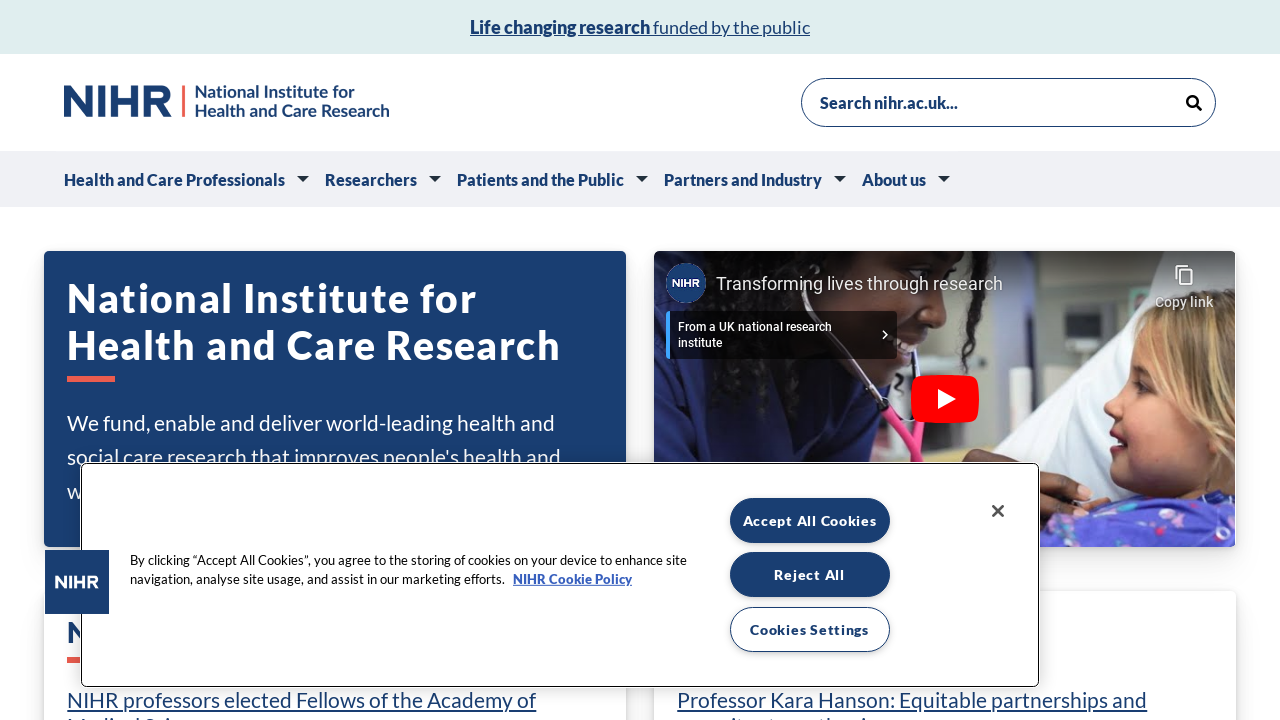 Life changing research funded by the public
NIHR | National Institute for
Health and Care Research
Search nihr.ac.uk...
Health and Care Professionals
Researchers
Patients and the Public
Partners and Industry
About us
National Institute for
Health and Care Research
We fund, enable and deliver world-leading health and
social care research that improves people's health and
NIHR
Transforming lives through research
Copy link
From a UK national research
institute
By clicking “Accept All Cookies”, you agree to the storing of cookies on your device to enhance site
navigation, analyse site usage, and assist in our marketing efforts. NIHR Cookie Policy
Accept All Cookies
Reject All
Cookies Settings
NIHR
NIHR professors elected Fellows of the Academy of
Professor Kara Hanson: Equitable partnerships and